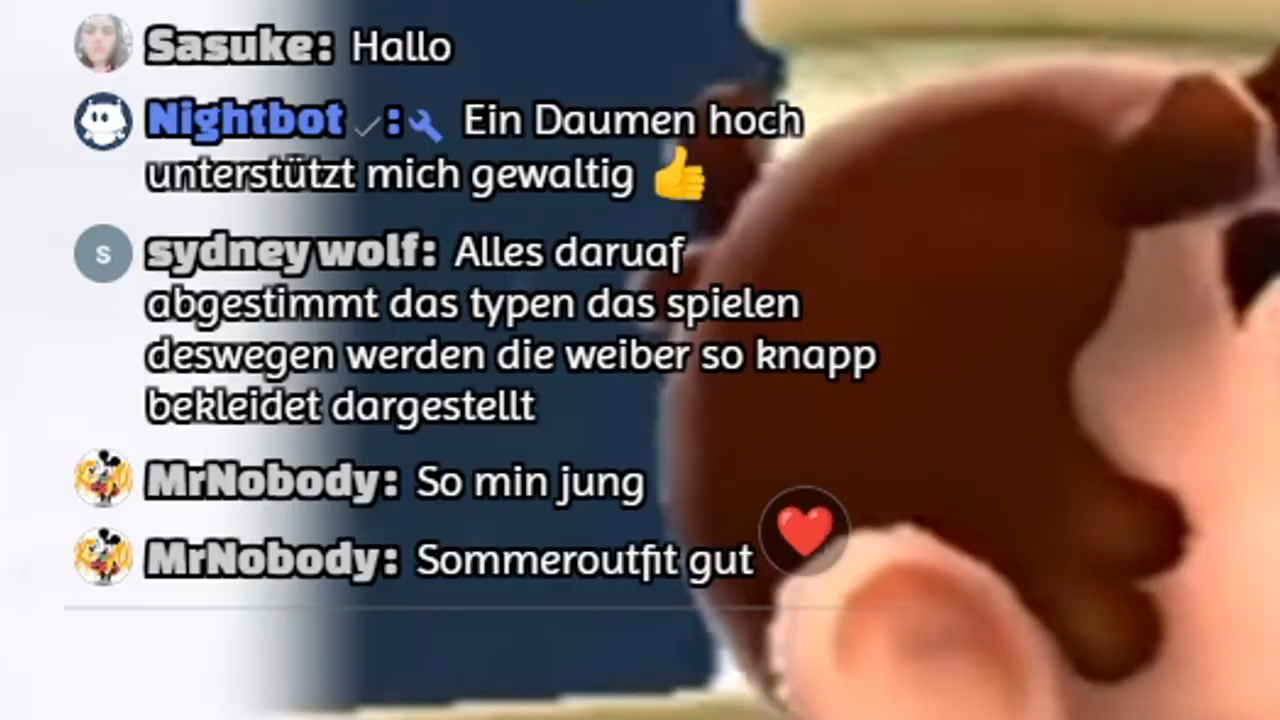 Sasuke: Hallo
Nightbot ✓:🔧 Ein Daumen hoch
unterstützt mich gewaltig 👍
S sydney wolf: Alles daruaf
abgestimmt das typen das spielen
deswegen werden die weiber so knapp
bekleidet dargestellt
MrNobody: So min jung
MrNobody: Sommeroutfit gut ❤️